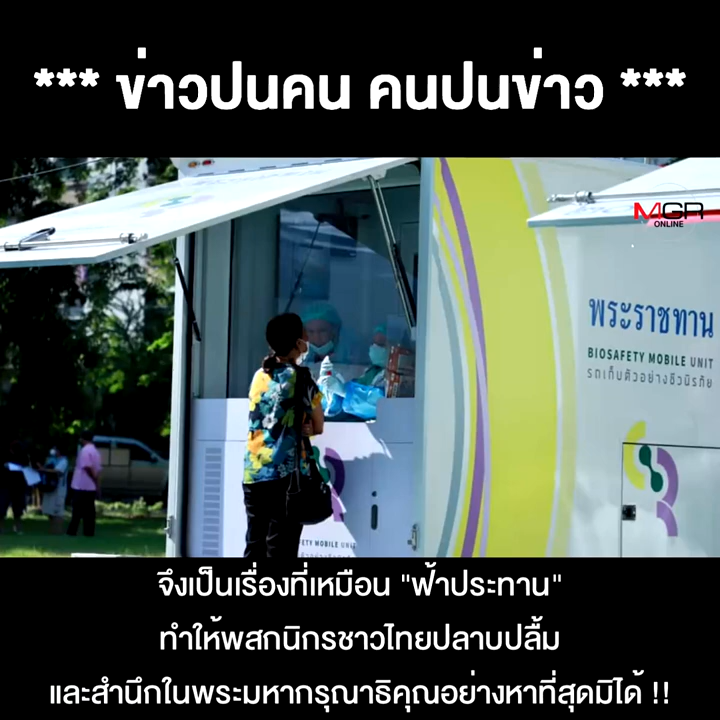 *** ข่าวปนคน คนปนข่าว ***
MGR
ONLINE
พระราชทาน
BIOSAFETY MOBILE UNIT
รถเก็บตัวอย่างชีวนิรภัย
SAFETY MOBILE UNIT
จึงเป็นเรื่องที่เหมือน "ฟ้าประทาน"
ทำให้พสกนิกรชาวไทยปลาบปลื้ม
และสำนึกในพระมหากรุณาธิคุณอย่างหาที่สุดมิได้ !!